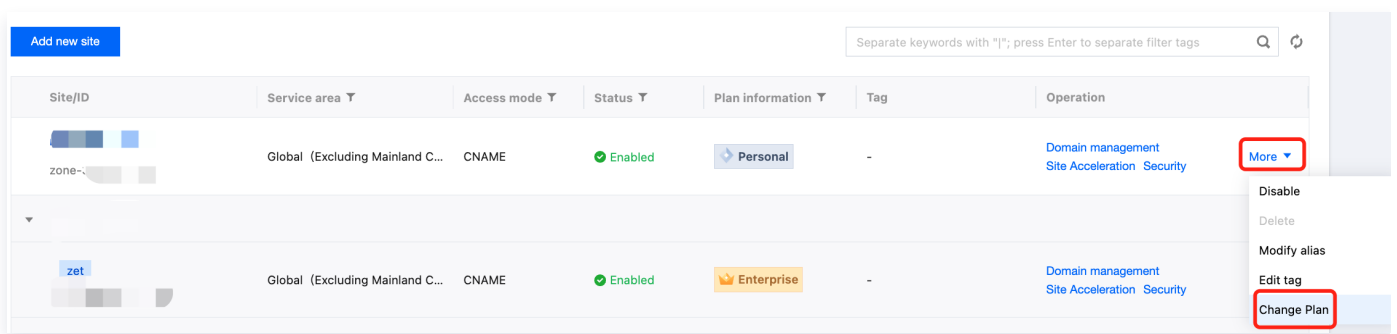 Add new site
Separate keywords with "|"; press Enter to separate filter tags
Site/ID Service area Access mode Status Plan information Tag Operation
Global (Excluding Mainland C... CNAME Enabled Personal - Domain management More
zone-
Site Acceleration Security
Disable
Delete
Modify alias
zet
Global (Excluding Mainland C... CNAME Enabled Enterprise - Domain management
Site Acceleration Security
Edit tag
Change Plan